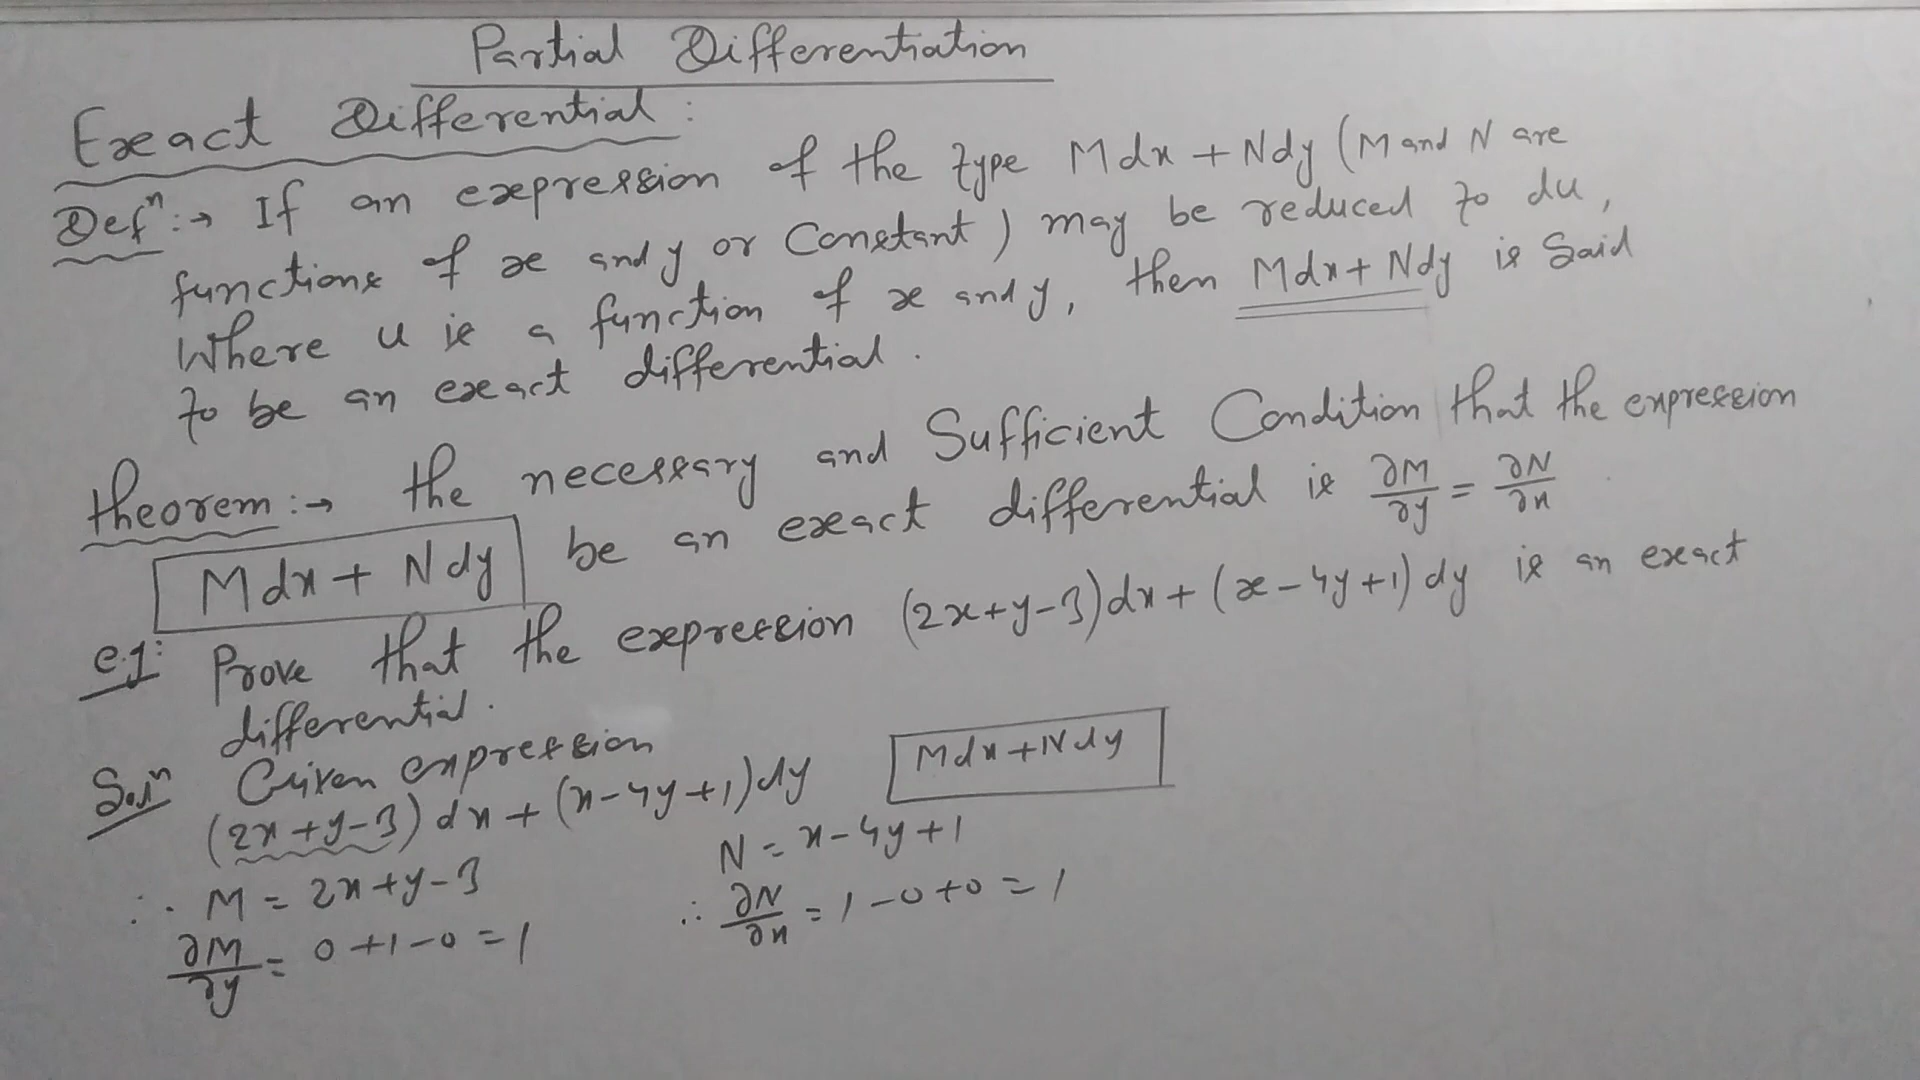 Partial Differentiation
Exact Differential:
Defⁿ :→ If an expression of the type Mdx + Ndy (M and N are
functions of x and y or Constant) may be reduced to du,
Where u is a function of x and y, then Mdx + Ndy is Said
to be an exact differential.
theorem :→ the necessary and Sufficient Condition that the expression
Mdx + Ndy be an exact differential is ∂M/∂y = ∂N/∂x
e.g: Prove that the expression (2x+y-3)dx + (x-4y+1)dy is an exact
differential.
Solⁿ Given expression
(2x+y-3)dx + (x-4y+1)dy Mdx+Ndy
∴ M = 2x+y-3 N = x-4y+1
∂M/∂y = 0+1-0 = 1 ∴ ∂N/∂x = 1-0+0 = 1